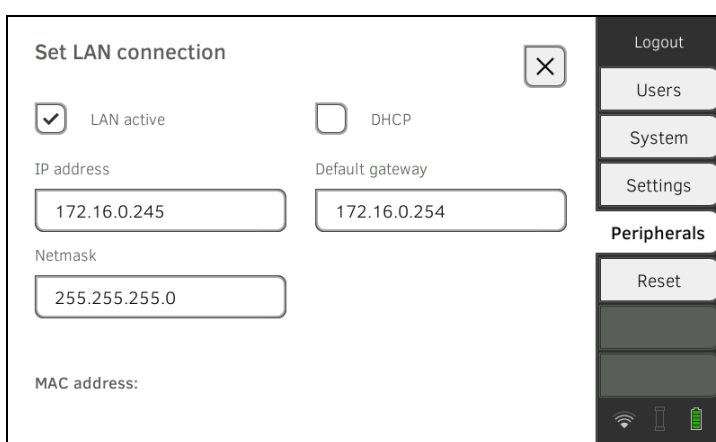 Set LAN connection
LAN active
DHCP
IP address
Default gateway
172.16.0.245
172.16.0.254
Netmask
255.255.255.0
MAC address:
Logout
Users
System
Settings
Peripherals
Reset